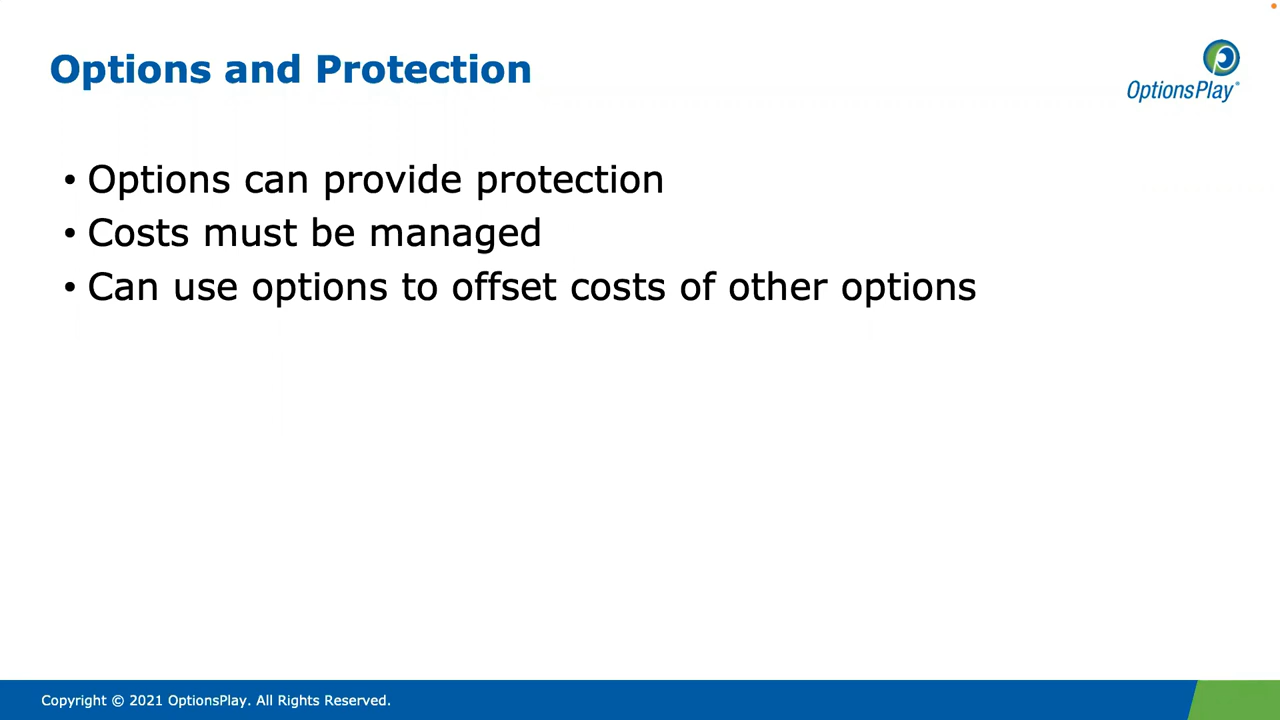 Options and Protection
OptionsPlay
• Options can provide protection
• Costs must be managed
• Can use options to offset costs of other options
Copyright © 2021 OptionsPlay. All Rights Reserved.